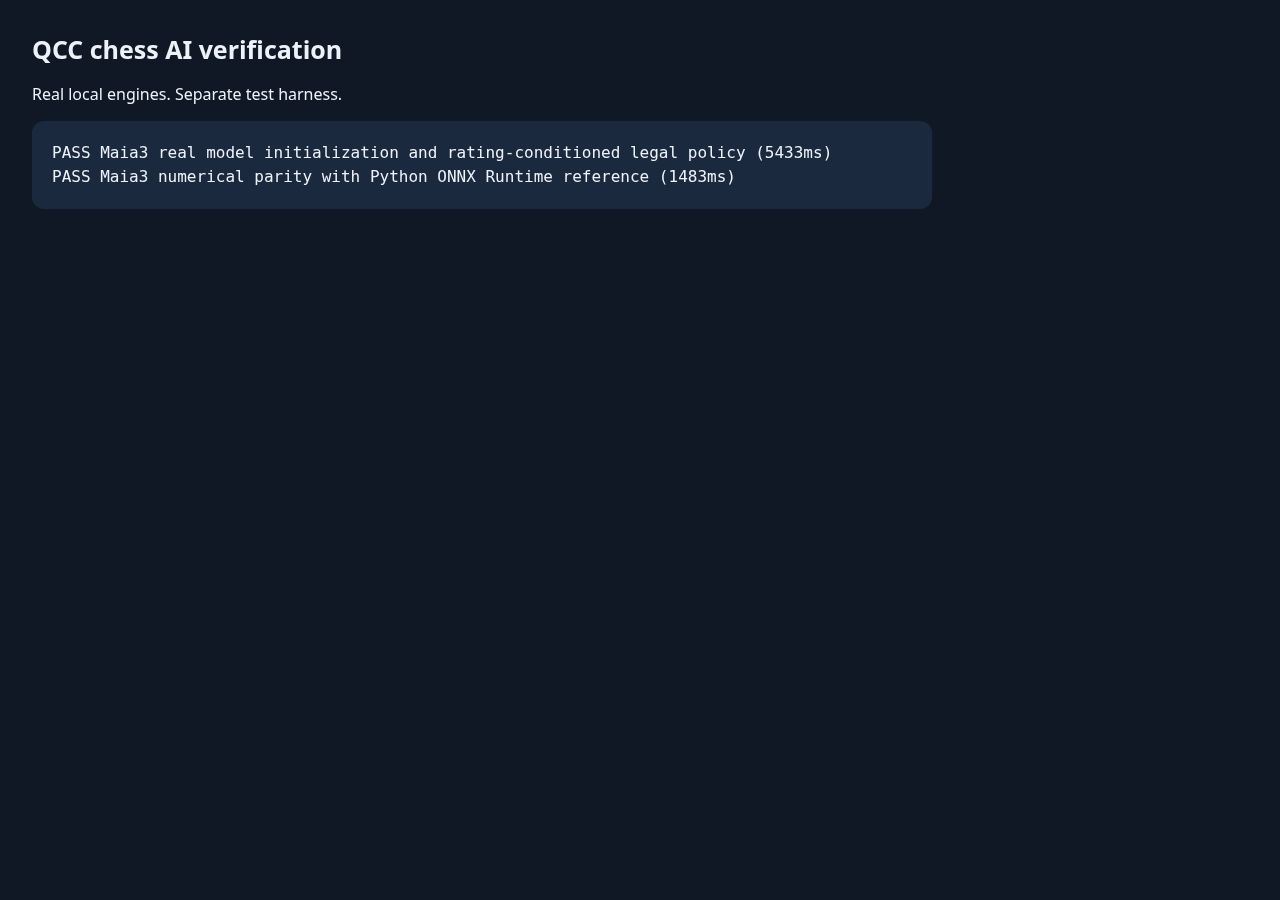 QCC chess AI verification
Real local engines. Separate test harness.
PASS Maia3 real model initialization and rating-conditioned legal policy (5433ms)
PASS Maia3 numerical parity with Python ONNX Runtime reference (1483ms)